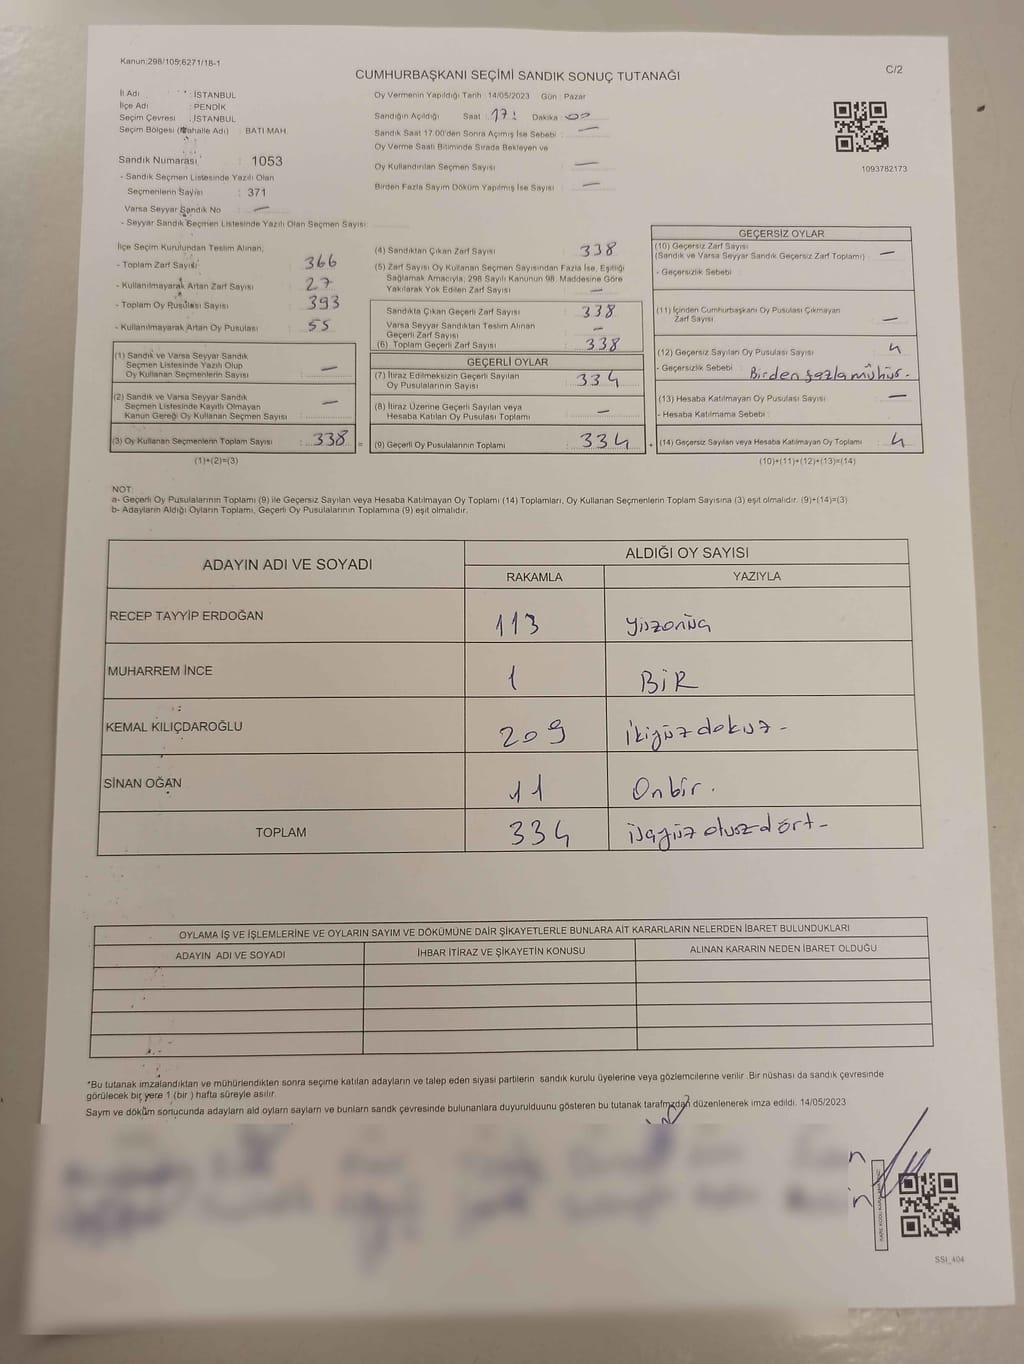 Kanun:298/105;6271/18-1
C/2
CUMHURBAŞKANI SEÇİMİ SANDIK SONUÇ TUTANAĞI
İl Adı : İSTANBUL
İlçe Adı : PENDİK
Seçim Çevresi : İSTANBUL
Seçim Bölgesi (Mahalle Adı) : BATI MAH.
Sandık Numarası : 1053
- Sandık Seçmen Listesinde Yazılı Olan
Seçmenlerin Sayısı : 371
Varsa Seyyar Sandık No : —
- Seyyar Sandık Seçmen Listesinde Yazılı Olan Seçmen Sayısı:
Oy Vermenin Yapıldığı Tarih : 14/05/2023 Gün : Pazar
Sandığın Açıldığı Saat : 17: Dakika : 00
Sandık Saat 17.00'den Sonra Açımış İse Sebebi : —
Oy Verme Saati Bitiminde Sırada Bekleyen ve
Oy Kullandırılan Seçmen Sayısı : —
Birden Fazla Sayım Döküm Yapılmış İse Sayısı : —
1093782173
İlçe Seçim Kurulundan Teslim Alınan;
- Toplam Zarf Sayısı : 366
- Kullanılmayarak Artan Zarf Sayısı : 27
- Toplam Oy Pusulası Sayısı : 393
- Kullanılmayarak Artan Oy Pusulası : 55
(1) Sandık ve Varsa Seyyar Sandık
Seçmen Listesinde Yazılı Olup
Oy Kullanan Seçmenlerin Sayısı : —
(2) Sandık ve Varsa Seyyar Sandık
Seçmen Listesinde Kayıtlı Olmayan
Kanun Gereği Oy Kullanan Seçmen Sayısı : —
(3) Oy Kullanan Seçmenlerin Toplam Sayısı : 338 =
(1)+(2)=(3)
(4) Sandıktan Çıkan Zarf Sayısı : 338
(5) Zarf Sayısı Oy Kullanan Seçmen Sayısından Fazla İse, Eşitliği
Sağlamak Amacıyla, 298 Sayılı Kanunun 98. Maddesine Göre
Yakılarak Yok Edilen Zarf Sayısı : —
Sandıkta Çıkan Geçerli Zarf Sayısı : 338
Varsa Seyyar Sandıktan Teslim Alınan
Geçerli Zarf Sayısı : —
(6) Toplam Geçerli Zarf Sayısı : 338
GEÇERLİ OYLAR
(7) İtiraz Edilmeksizin Geçerli Sayılan
Oy Pusulalarının Sayısı : 334
(8) İtiraz Üzerine Geçerli Sayılan veya
Hesaba Katılan Oy Pusulası Toplamı : —
(9) Geçerli Oy Pusulalarının Toplamı : 334 +
GEÇERSİZ OYLAR
(10) Geçersiz Zarf Sayısı
(Sandık ve Varsa Seyyar Sandık Geçersiz Zarf Toplamı) : —
- Geçersizlik Sebebi :
(11) İçinden Cumhurbaşkanı Oy Pusulası Çıkmayan
Zarf Sayısı : —
(12) Geçersiz Sayılan Oy Pusulası Sayısı : 4
- Geçersizlik Sebebi : Birden fazla mühür.
(13) Hesaba Katılmayan Oy Pusulası Sayısı : —
- Hesaba Katılmama Sebebi :
(14) Geçersiz Sayılan veya Hesaba Katılmayan Oy Toplamı : 4
(10)+(11)+(12)+(13)=(14)
NOT:
a- Geçerli Oy Pusulalarının Toplamı (9) ile Geçersiz Sayılan veya Hesaba Katılmayan Oy Toplamı (14) Toplamları, Oy Kullanan Seçmenlerin Toplam Sayısına (3) eşit olmalıdır. (9)+(14)=(3)
b- Adayların Aldığı Oyların Toplamı, Geçerli Oy Pusulalarının Toplamına (9) eşit olmalıdır.
ADAYIN ADI VE SOYADI
ALDIĞI OY SAYISI
RAKAMLA YAZIYLA
RECEP TAYYİP ERDOĞAN 113 yüzonüç
MUHARREM İNCE 1 BİR
KEMAL KILIÇDAROĞLU 209 ikiyüzdokuz-
SİNAN OĞAN 11 Onbir.
TOPLAM 334 üçyüzotuzdört-
OYLAMA İŞ VE İŞLEMLERİNE VE OYLARIN SAYIM VE DÖKÜMÜNE DAİR ŞİKAYETLERLE BUNLARA AİT KARARLARIN NELERDEN İBARET BULUNDUKLARI
ADAYIN ADI VE SOYADI İHBAR İTİRAZ VE ŞİKAYETİN KONUSU ALINAN KARARIN NEDEN İBARET OLDUĞU
*Bu tutanak imzalandıktan ve mühürlendikten sonra seçime katılan adayların ve talep eden siyasi partilerin sandık kurulu üyelerine veya gözlemcilerine verilir. Bir nüshası da sandık çevresinde
görülecek bir yere 1 (bir ) hafta süreyle asılır.
Saym ve döküm sonucunda adayların ald oyların sayların ve bunların sandk çevresinde bulunanlara duyurulduunu gösteren bu tutanak tarafmzdan düzenlenerek imza edildi. 14/05/2023
SSI_404